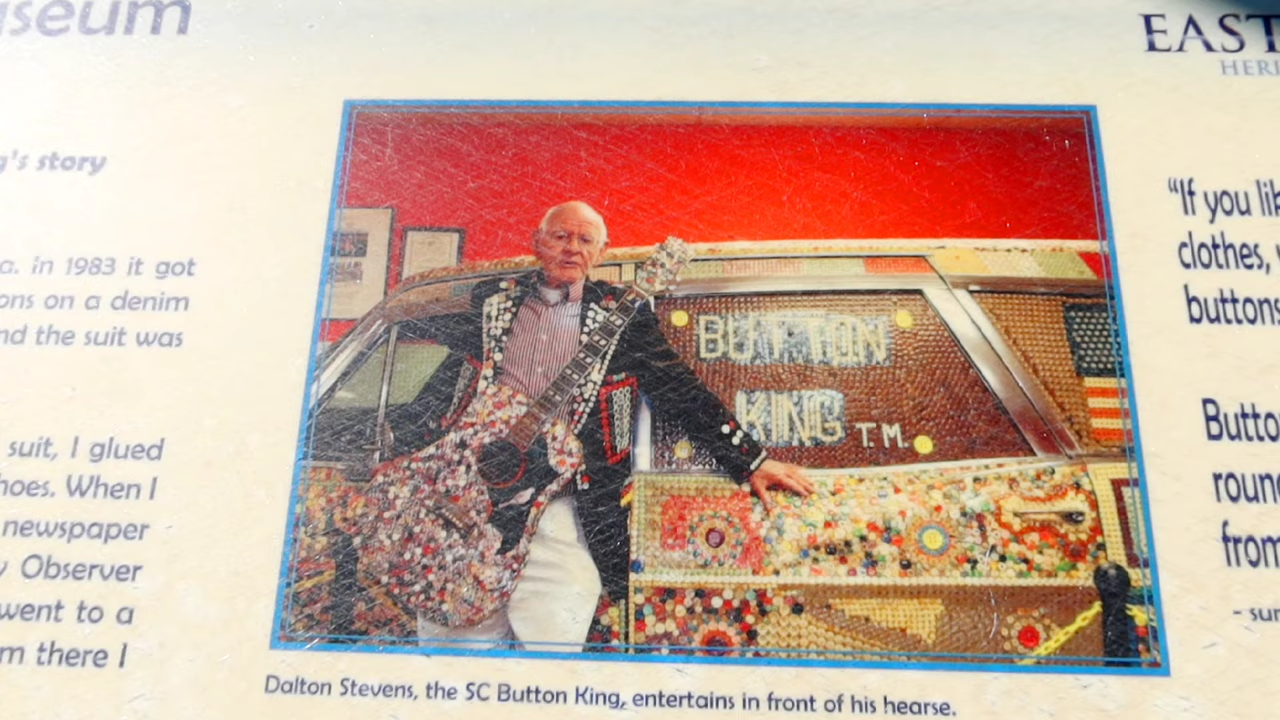 useum
EAST
HERI
g's story
a. in 1983 it got
ons on a denim
nd the suit was
suit, I glued
hoes. When I
newspaper
y Observer
went to a
m there I
BUTTON
KING T.M.
"If you lik
clothes,
buttons
Butto
roun
from
- sur
Dalton Stevens, the SC Button King, entertains in front of his hearse.